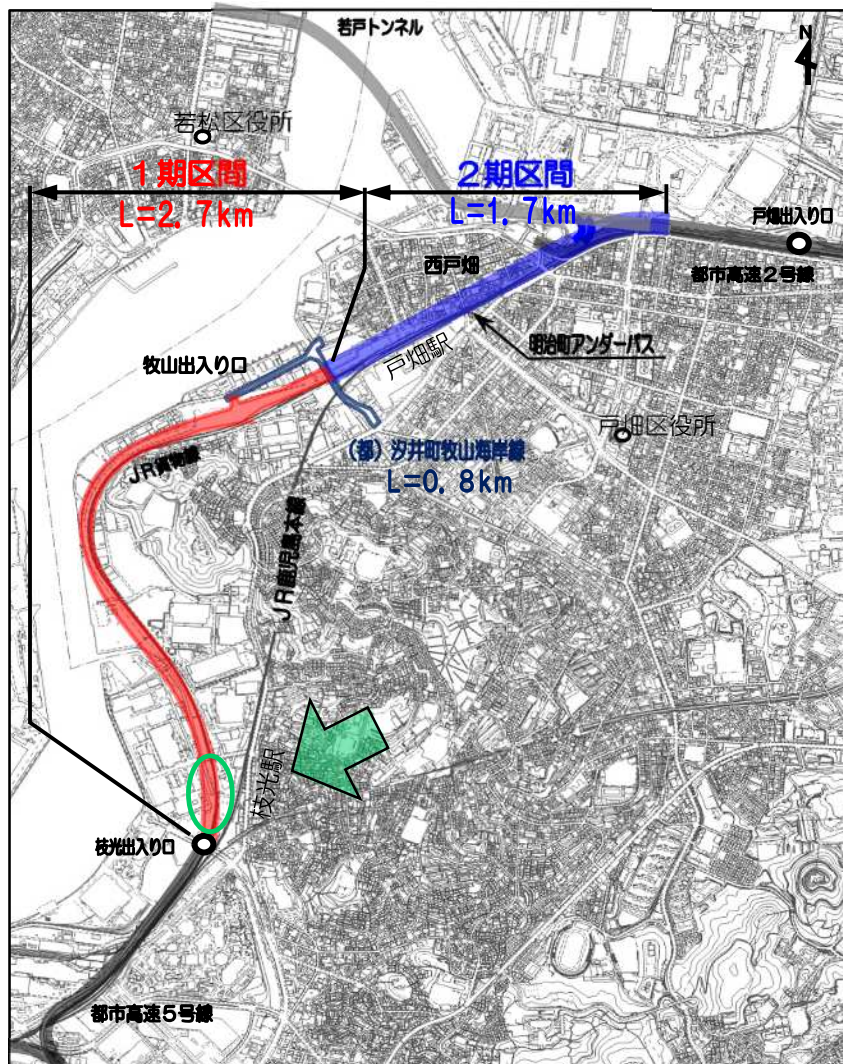 若戸トンネル
N
若松区役所
1期区間
L=2.7km
2期区間
L=1.7km
戸畑出入り口
都市高速2号線
西戸畑
明治町アンダーパス
戸畑駅
牧山出入り口
戸畑区役所
(都)汐井町牧山海岸線
L=0.8km
JR貨物線
JR鹿児島本線
枝光駅
枝光出入り口
都市高速5号線